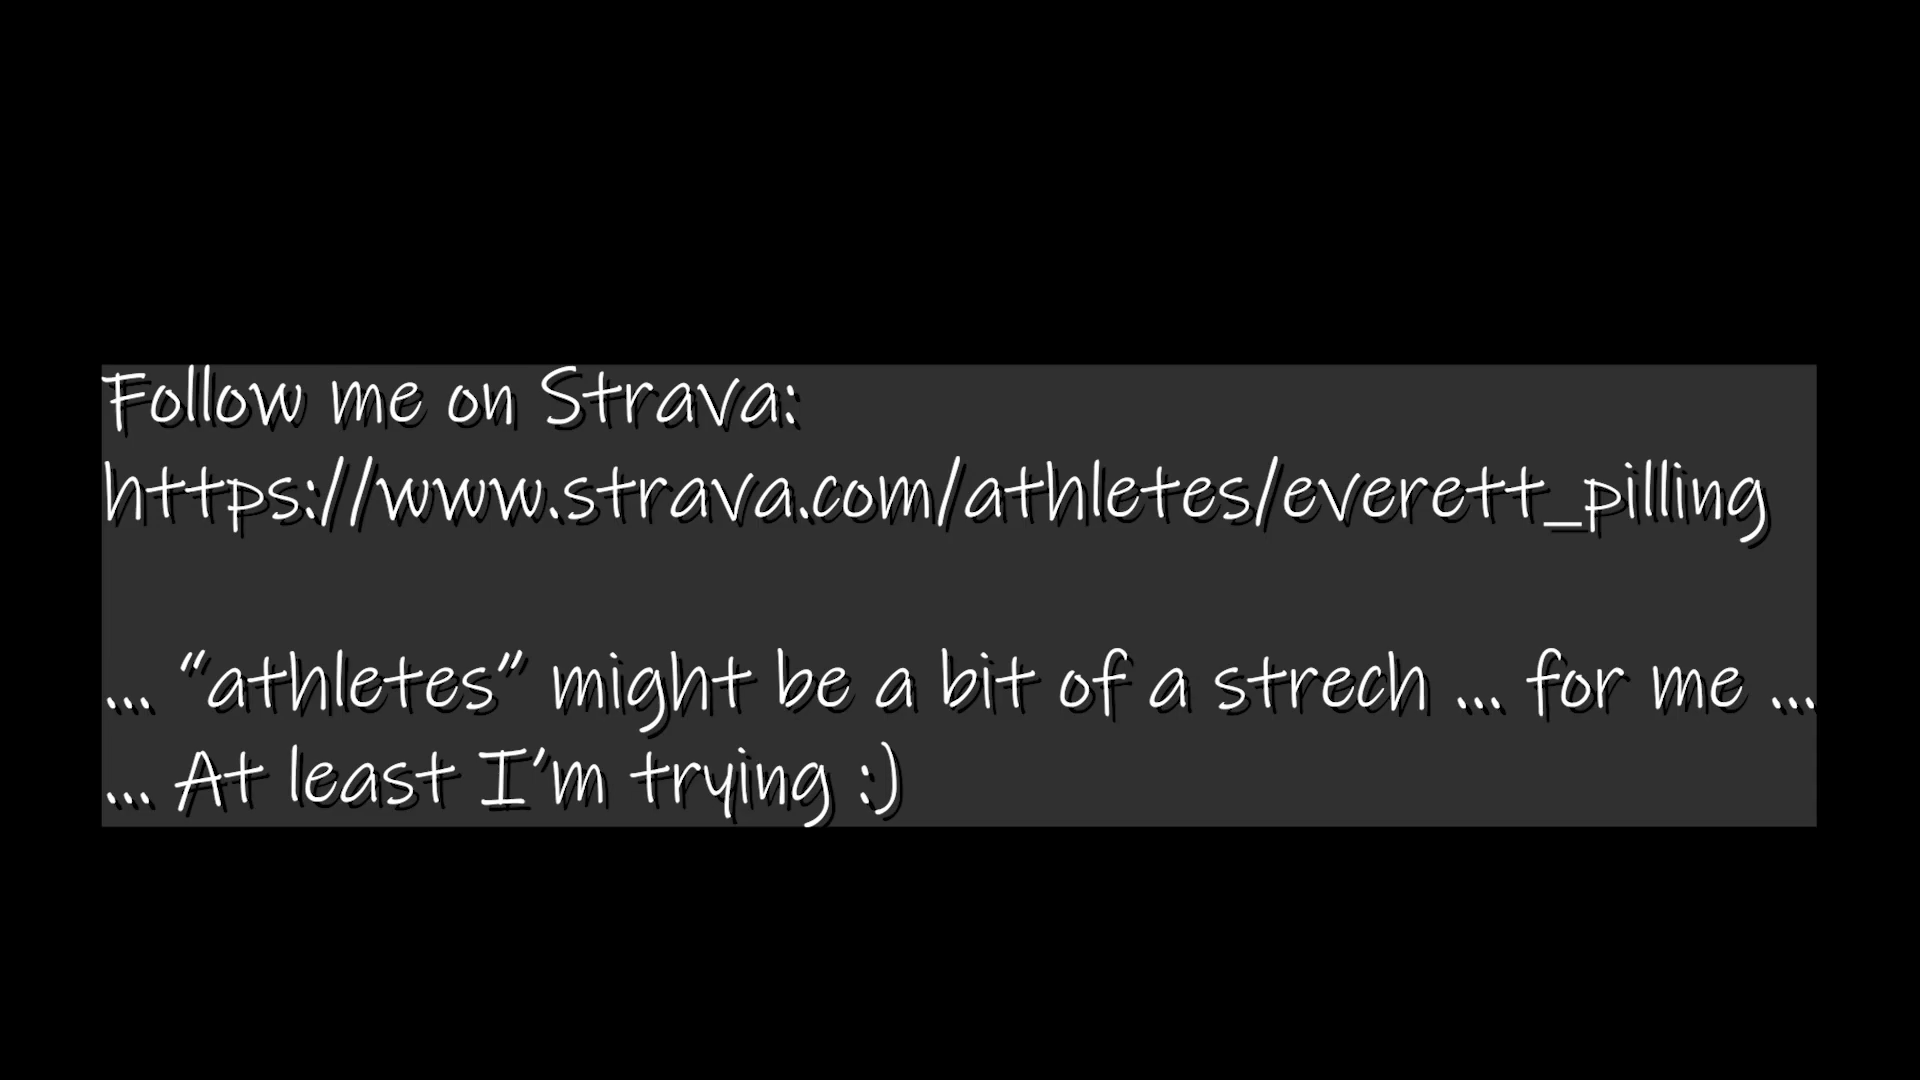 Follow me on Strava:
https://www.strava.com/athletes/everett_pilling
... “athletes” might be a bit of a strech ... for me ...
... At least I’m trying :)